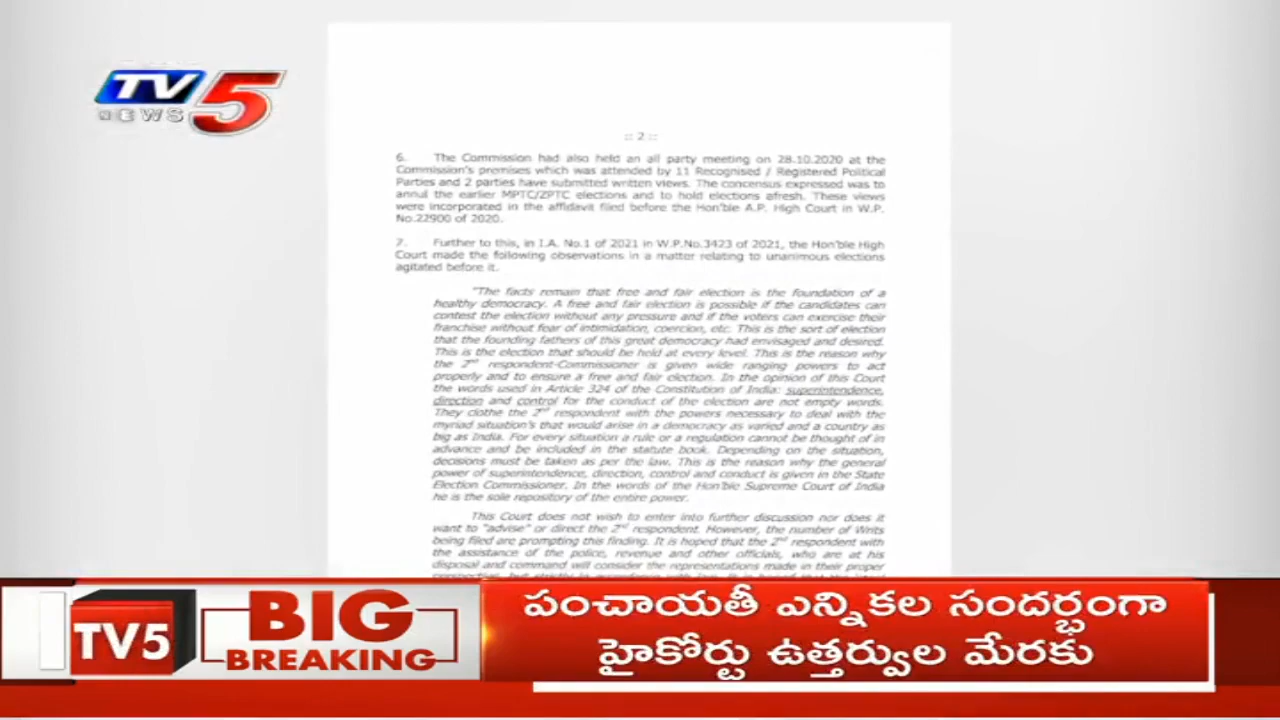 TV5
NEWS
:: 2 ::
6. The Commission had also held an all party meeting on 28.10.2020 at the
Commission's premises which was attended by 11 Recognised / Registered Political
Parties and 2 parties have submitted written views. The concensus expressed was to
annul the earlier MPTC/ZPTC elections and to hold elections afresh. These views
were incorporated in the affidavit filed before the Hon'ble A.P. High Court in W.P.
No.22900 of 2020.
7. Further to this, in I.A. No.1 of 2021 in W.P.No.3423 of 2021, the Hon'ble High
Court made the following observations in a matter relating to unanimous elections
agitated before it.
"The facts remain that free and fair election is the foundation of a
healthy democracy. A free and fair election is possible if the candidates can
contest the election without any pressure and if the voters can exercise their
franchise without fear of intimidation, coercion, etc. This is the sort of election
that the founding fathers of this great democracy had envisaged and desired.
This is the election that should be held at every level. This is the reason why
the 2nd respondent-Commissioner is given wide ranging powers to act
properly and to ensure a free and fair election. In the opinion of this Court
the words used in Article 324 of the Constitution of India: superintendence,
direction and control for the conduct of the election are not empty words.
They clothe the 2nd respondent with the powers necessary to deal with the
myriad situation's that would arise in a democracy as varied and a country as
big as India. For every situation a rule or a regulation cannot be thought of in
advance and be included in the statute book. Depending on the situation,
decisions must be taken as per the law. This is the reason why the general
power of superintendence, direction, control and conduct is given in the State
Election Commissioner. In the words of the Hon'ble Supreme Court of India
he is the sole repository of the entire power.
This Court does not wish to enter into further discussion nor does it
want to "advise" or direct the 2nd respondent. However, the number of Writs
being filed are prompting this finding. It is hoped that the 2nd respondent with
the assistance of the police, revenue and other officials, who are at his
disposal and command will consider the representations made in their proper
TV5
BIG
BREAKING
పంచాయతీ ఎన్నికల సందర్భంగా
హైకోర్టు ఉత్తర్వుల మేరకు